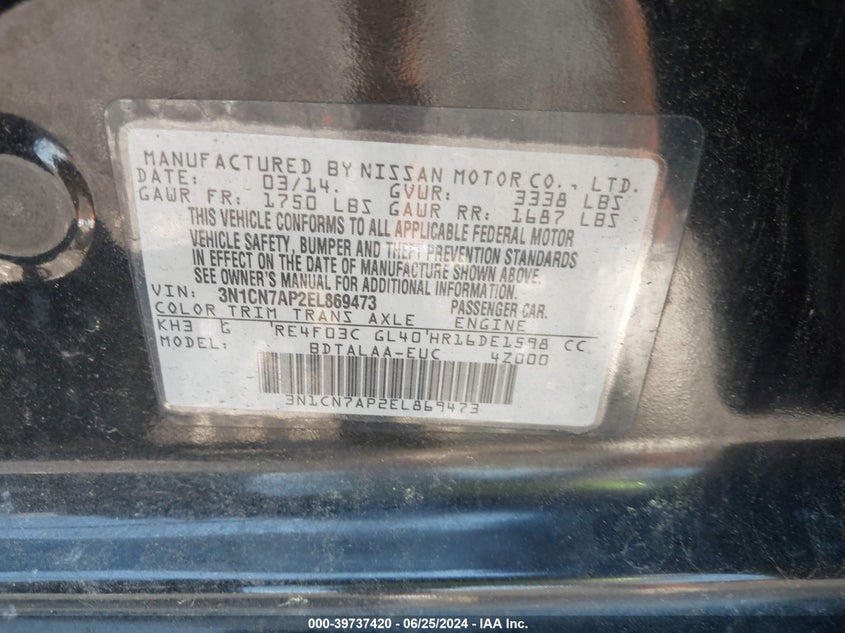 MANUFACTURED BY NISSAN MOTOR CO., LTD.
DATE: 03/14. GVWR: 3338 LBS
GAWR FR: 1750 LBS GAWR RR: 1687 LBS
THIS VEHICLE CONFORMS TO ALL APPLICABLE FEDERAL MOTOR
VEHICLE SAFETY, BUMPER AND THEFT PREVENTION STANDARDS
IN EFFECT ON THE DATE OF MANUFACTURE SHOWN ABOVE.
SEE OWNER'S MANUAL FOR ADDITIONAL INFORMATION.
VIN: 3N1CN7AP2EL869473 PASSENGER CAR.
COLOR TRIM TRANS AXLE ENGINE
KH3 G 'RE4F03C GL40'HR16DE1598 CC
MODEL: BDTALAA-EUC 4Z000
3N1CN7AP2EL869473
000-39737420 - 06/25/2024 - IAA Inc.